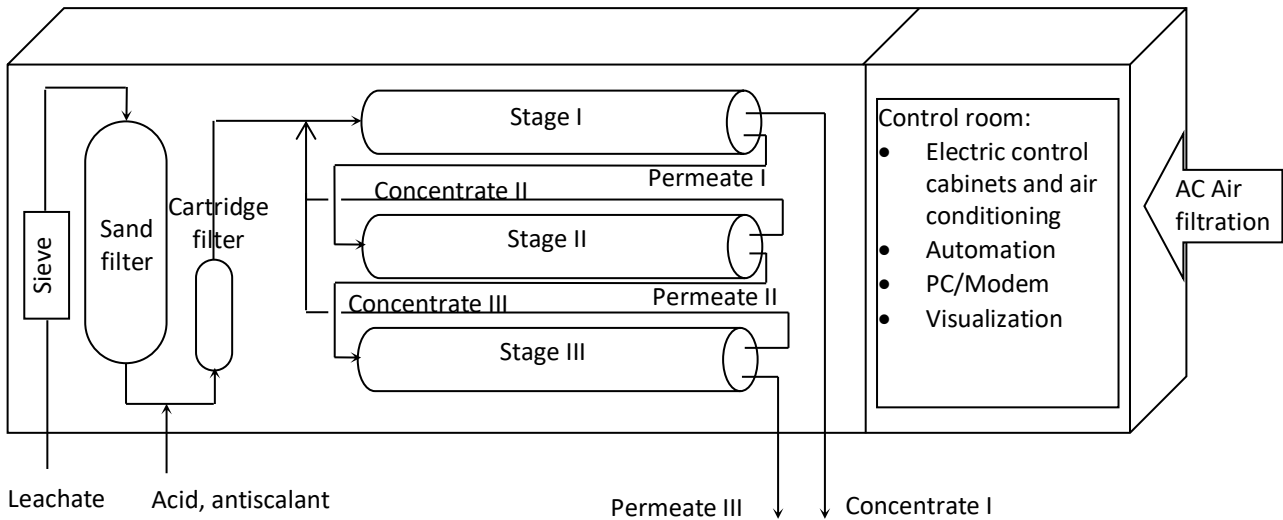 Stage I
Control room:
● Electric control
cabinets and air
conditioning
● Automation
● PC/Modem
● Visualization
AC Air
filtration
Permeate I
Concentrate II
Cartridge
filter
Sand
filter
Sieve
Stage II
Permeate II
Concentrate III
Stage III
Leachate
Acid, antiscalant
Permeate III
Concentrate I